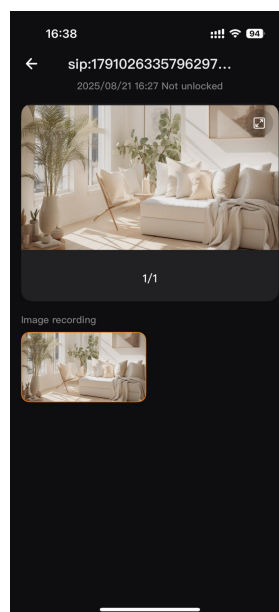 16:38
94
sip:1791026335796297...
2025/08/21 16:27 Not unlocked
1/1
Image recording